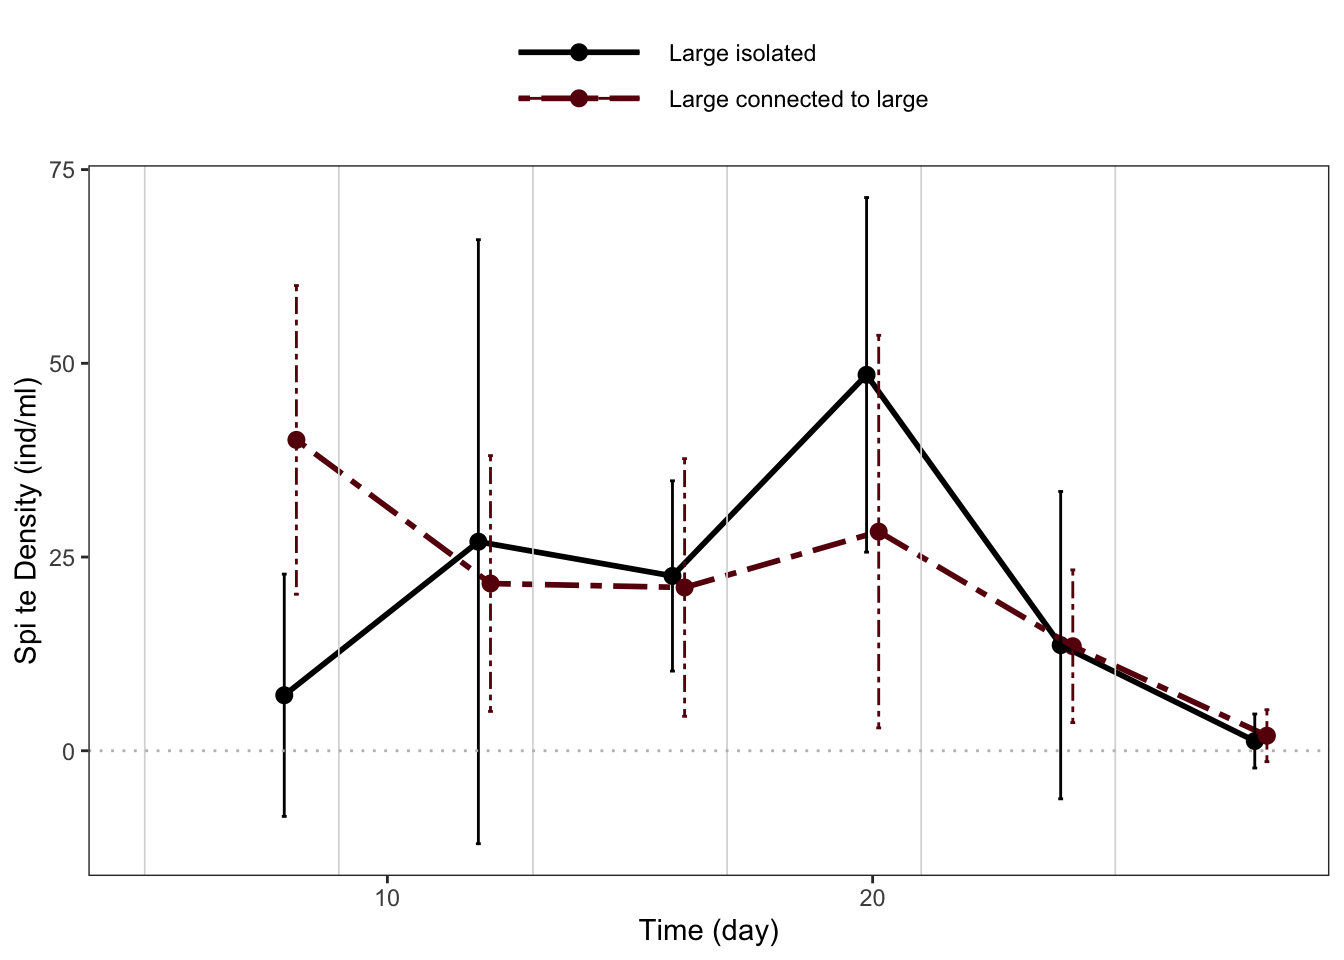 Large isolated
Large connected to large
75
50
25
0
Spi te Density (ind/ml)
10
20
Time (day)